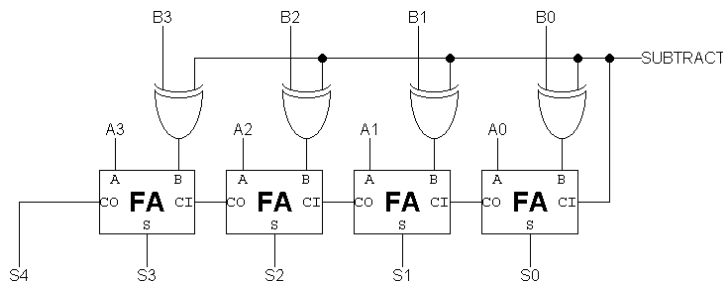 B3 B2 B1 B0
SUBTRACT
A3 A2 A1 A0
A B A B A B A B
CO FA CI CO FA CI CO FA CI CO FA CI
S S S S
S4 S3 S2 S1 S0